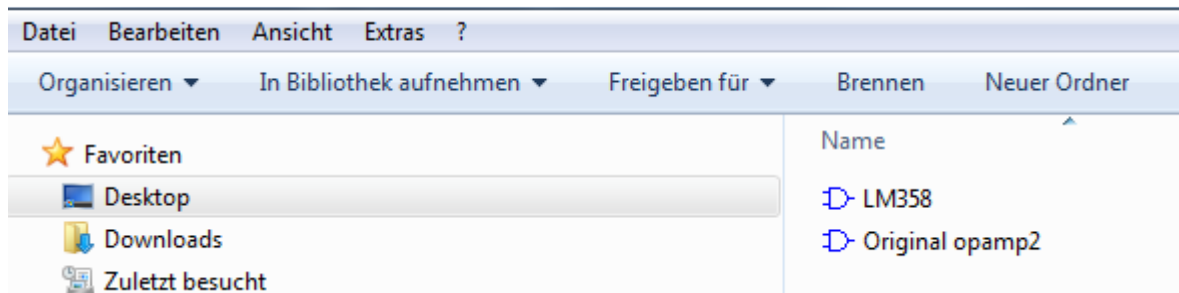 Datei Bearbeiten Ansicht Extras ?
Organisieren In Bibliothek aufnehmen Freigeben für Brennen Neuer Ordner
Favoriten
Desktop
Downloads
Zuletzt besucht
Name
LM358
Original opamp2